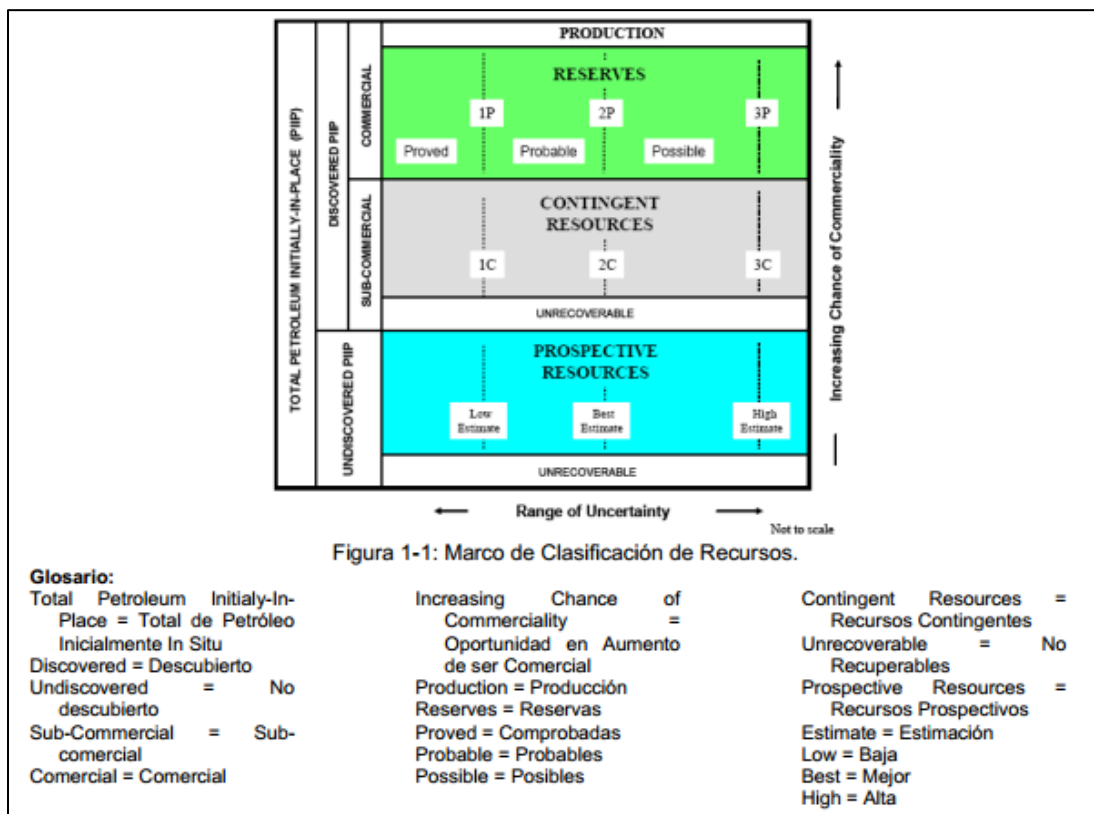 PRODUCTION
TOTAL PETROLEUM INITIALLY-IN-PLACE (PIIP)
DISCOVERED PIIP
COMMERCIAL
RESERVES
1P
2P
3P
Proved
Probable
Possible
SUB-COMMERCIAL
CONTINGENT
RESOURCES
1C
2C
3C
UNRECOVERABLE
UNDISCOVERED PIIP
PROSPECTIVE
RESOURCES
Low
Estimate
Best
Estimate
High
Estimate
UNRECOVERABLE
Increasing Chance of Commerciality
Range of Uncertainty
Not to scale
Figura 1-1: Marco de Clasificación de Recursos.
Glosario:
Total Petroleum Initialy-In-
Place = Total de Petróleo
Inicialmente In Situ
Discovered = Descubierto
Undiscovered = No
descubierto
Sub-Commercial = Sub-
comercial
Comercial = Comercial
Increasing Chance of
Commerciality =
Oportunidad en Aumento
de ser Comercial
Production = Producción
Reserves = Reservas
Proved = Comprobadas
Probable = Probables
Possible = Posibles
Contingent Resources =
Recursos Contingentes
Unrecoverable = No
Recuperables
Prospective Resources =
Recursos Prospectivos
Estimate = Estimación
Low = Baja
Best = Mejor
High = Alta